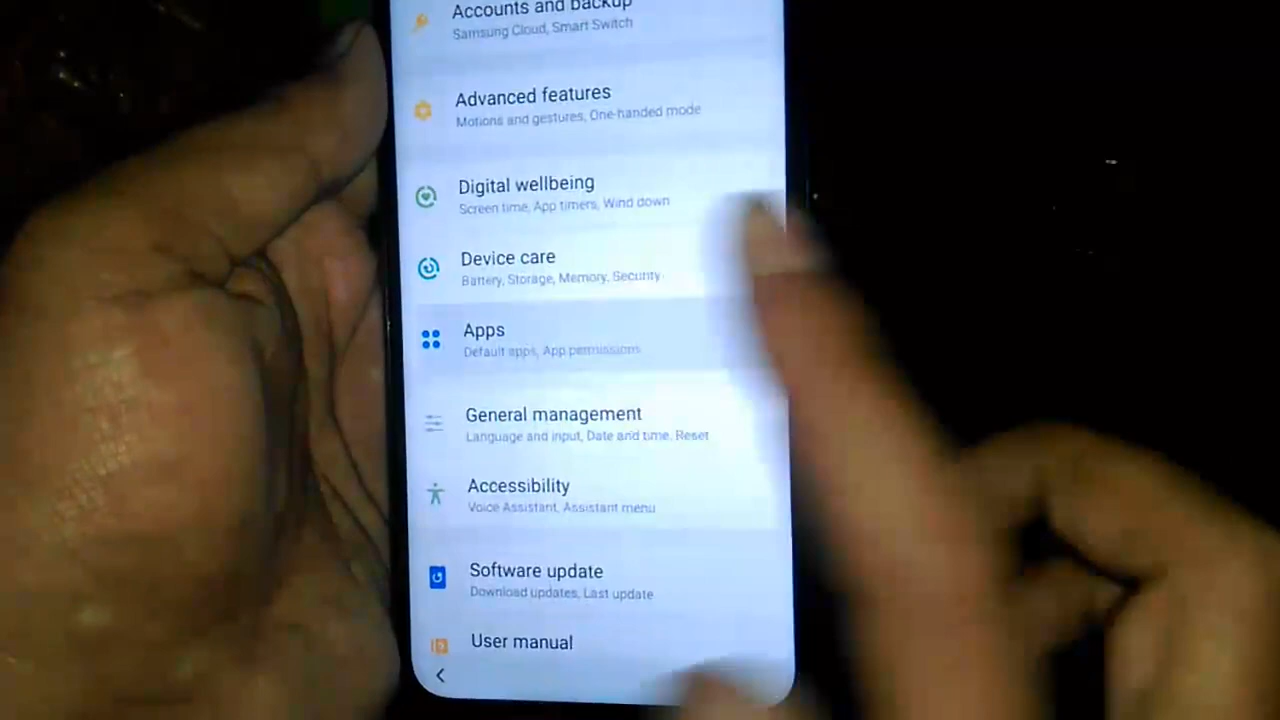 Accounts and backup
Samsung Cloud, Smart Switch
Advanced features
Motions and gestures, One-handed mode
Digital wellbeing
Screen time, App timers, Wind down
Device care
Battery, Storage, Memory, Security
Apps
Default apps, App permissions
General management
Language and input, Date and time, Reset
Accessibility
Voice Assistant, Assistant menu
Software update
Download updates, Last update
User manual